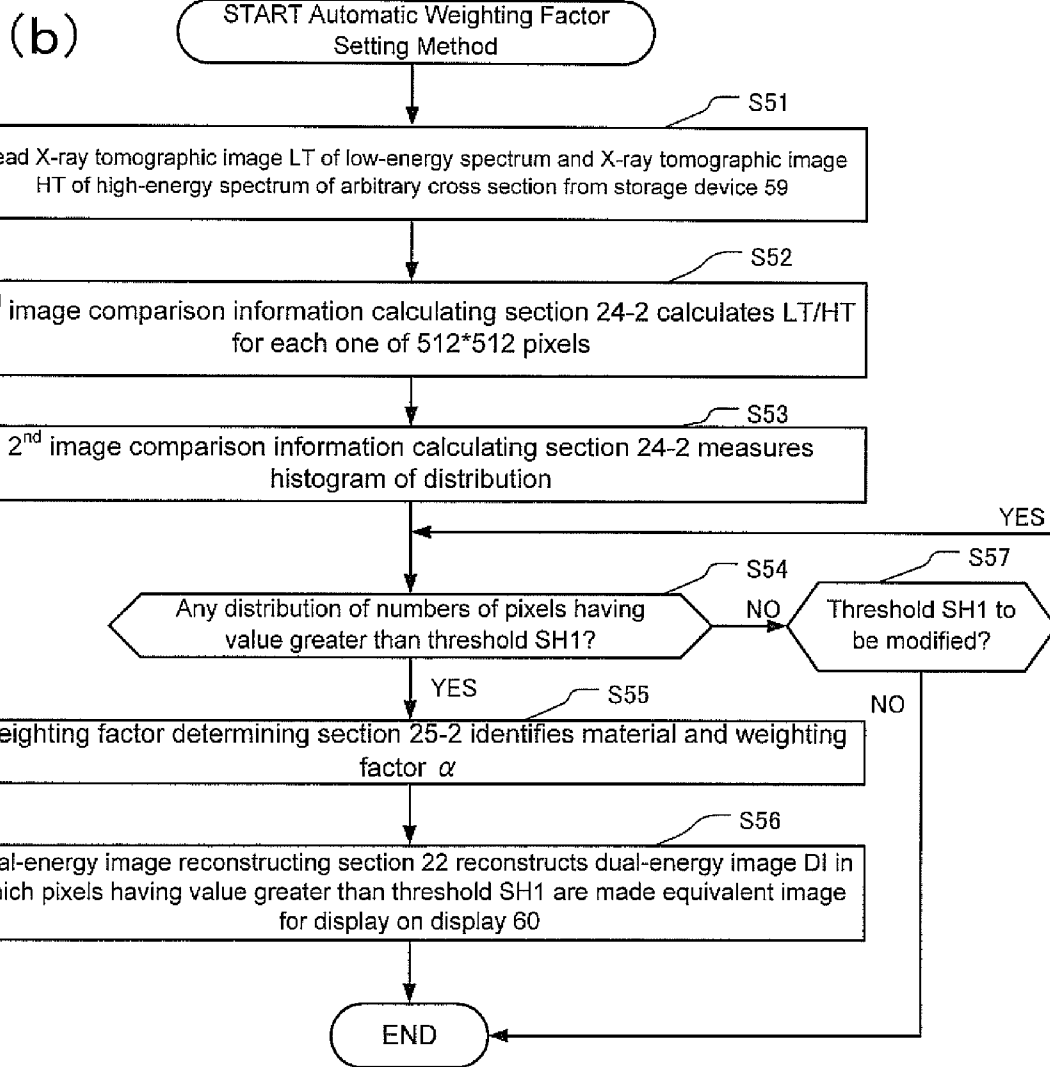 (b)
START Automatic Weighting Factor
Setting Method
S51
X-ray tomographic image LT of low-energy spectrum and X-ray tomographic image
HT of high-energy spectrum of arbitrary cross section from storage device 59
S52
image comparison information calculating section 24-2 calculates LT/HT
for each one of 512*512 pixels
S53
2nd image comparison information calculating section 24-2 measures
histogram of distribution
YES
S54
S57
Any distribution of numbers of pixels having
value greater than threshold SH1?
NO
Threshold SH1 to
be modified?
YES
S55
NO
eighting factor determining section 25-2 identifies material and weighting
factor α
S56
al-energy image reconstructing section 22 reconstructs dual-energy image DI in
hich pixels having value greater than threshold SH1 are made equivalent image
for display on display 60
END